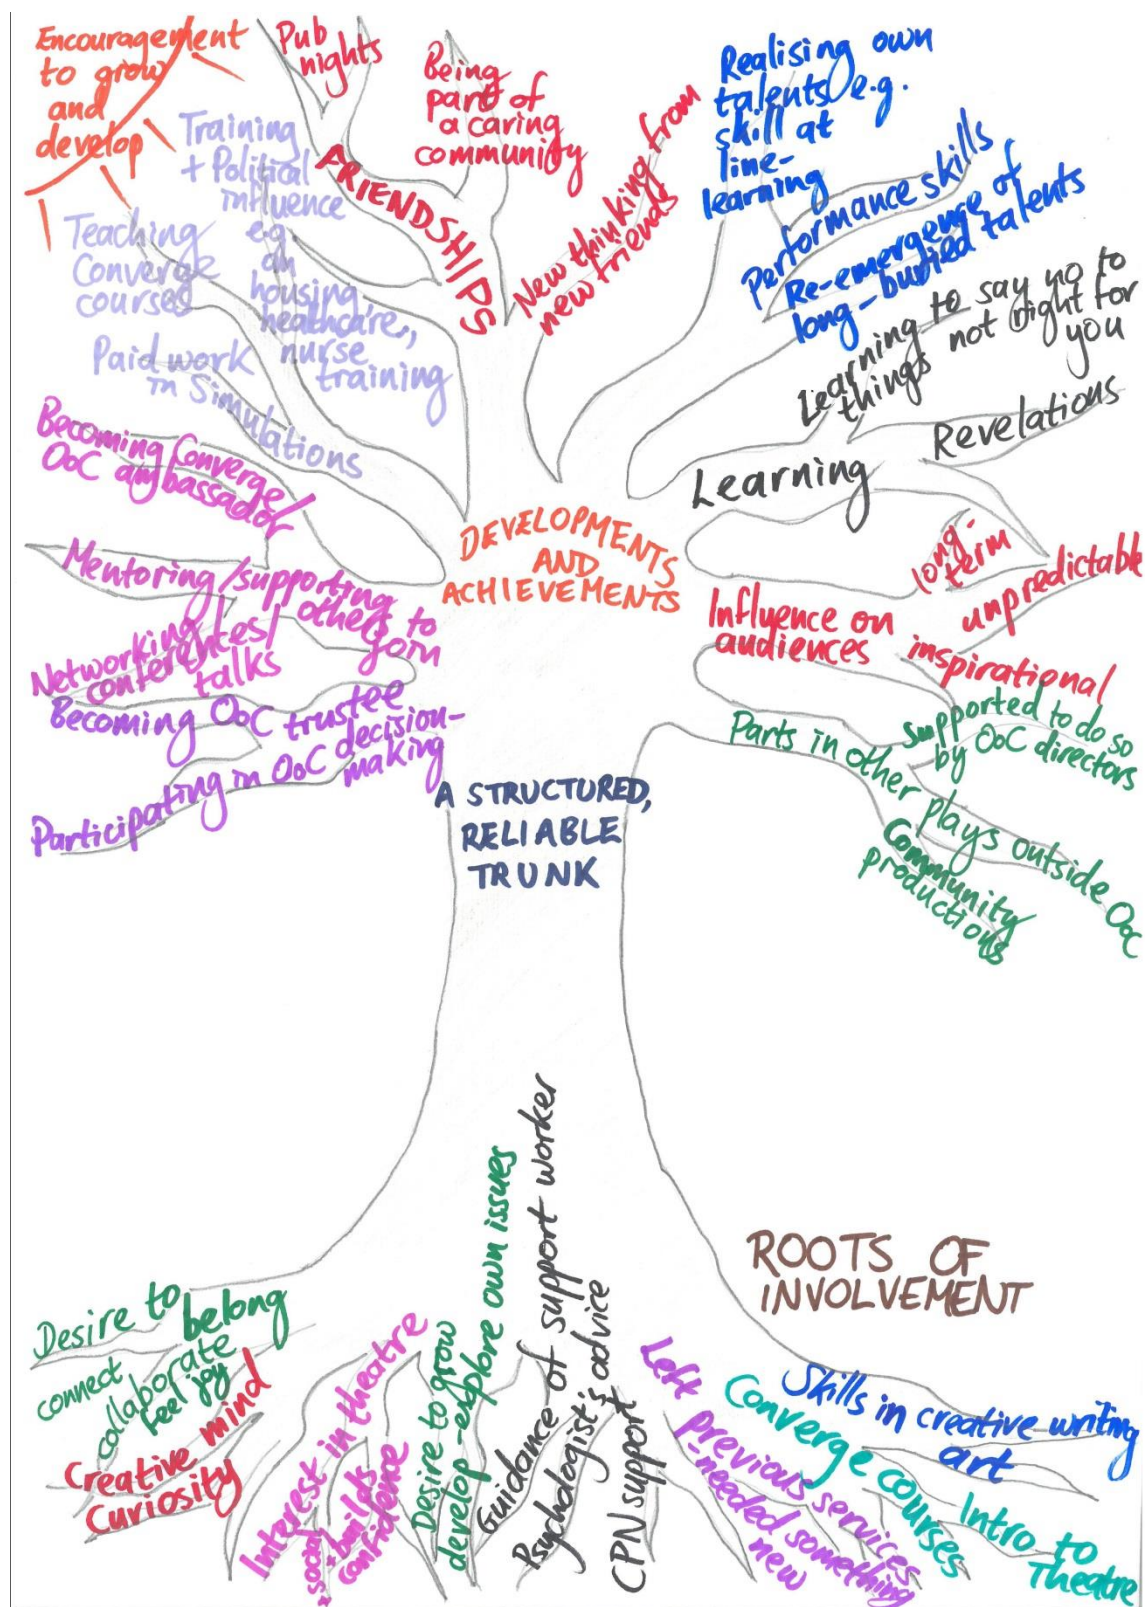 Encouragement
to grow
and
develop
Pub
nights
Being
part of
a caring
community
FRIENDSHIPS
New thinking from
new friends
Realising own
talents e.g.
skill at
line-
learning
Performance skills
Re-emergence of
long-buried talents
Learning to say no to
things not right for
you
Learning
Revelations
Training
+ Political
influence
e.g.
on
housing,
healthcare,
nurse
training
Teaching
Converge
courses
Paid work
in Simulations
Becoming Converge/
OoC ambassador
Mentoring/supporting
others to
join
Networking/
conferences/
talks
Becoming OoC trustee
Participating in OoC decision-
making
DEVELOPMENTS
AND
ACHIEVEMENTS
Influence on
audiences
long-
term
unpredictable
inspirational
Parts in other plays outside OoC
Supported to do so
by OoC directors
Community
productions
A STRUCTURED,
RELIABLE
TRUNK
ROOTS OF
INVOLVEMENT
Desire to belong
connect
collaborate
feel joy
Creative mind
Curiosity
Interest in theatre
+ social
+ builds
confidence
Desire to grow
develop - explore own issues
Guidance of support worker
Psychologist's advice
CPN support
Left previous services
- needed something
new
Converge courses
Intro to
Theatre
Skills in creative writing
art